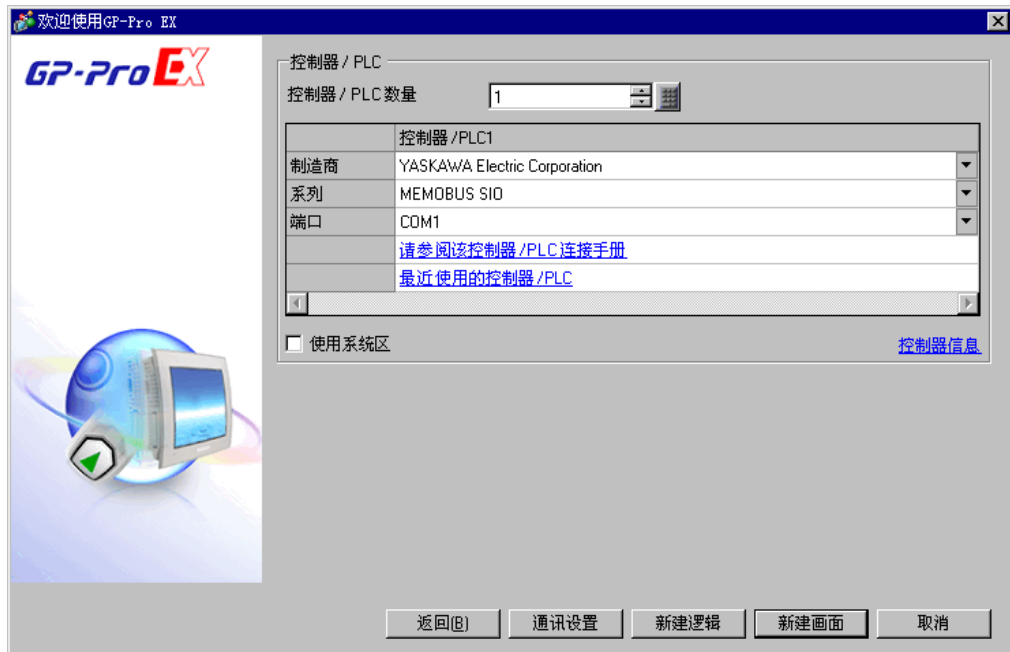 欢迎使用GP-Pro EX
GP-Pro EX
控制器 / PLC
控制器 / PLC 数量 1
控制器 /PLC1
制造商 YASKAWA Electric Corporation
系列 MEMOBUS SIO
端口 COM1
请参阅该控制器 /PLC 连接手册
最近使用的控制器 /PLC
使用系统区 控制器信息
返回(B) 通讯设置 新建逻辑 新建画面 取消